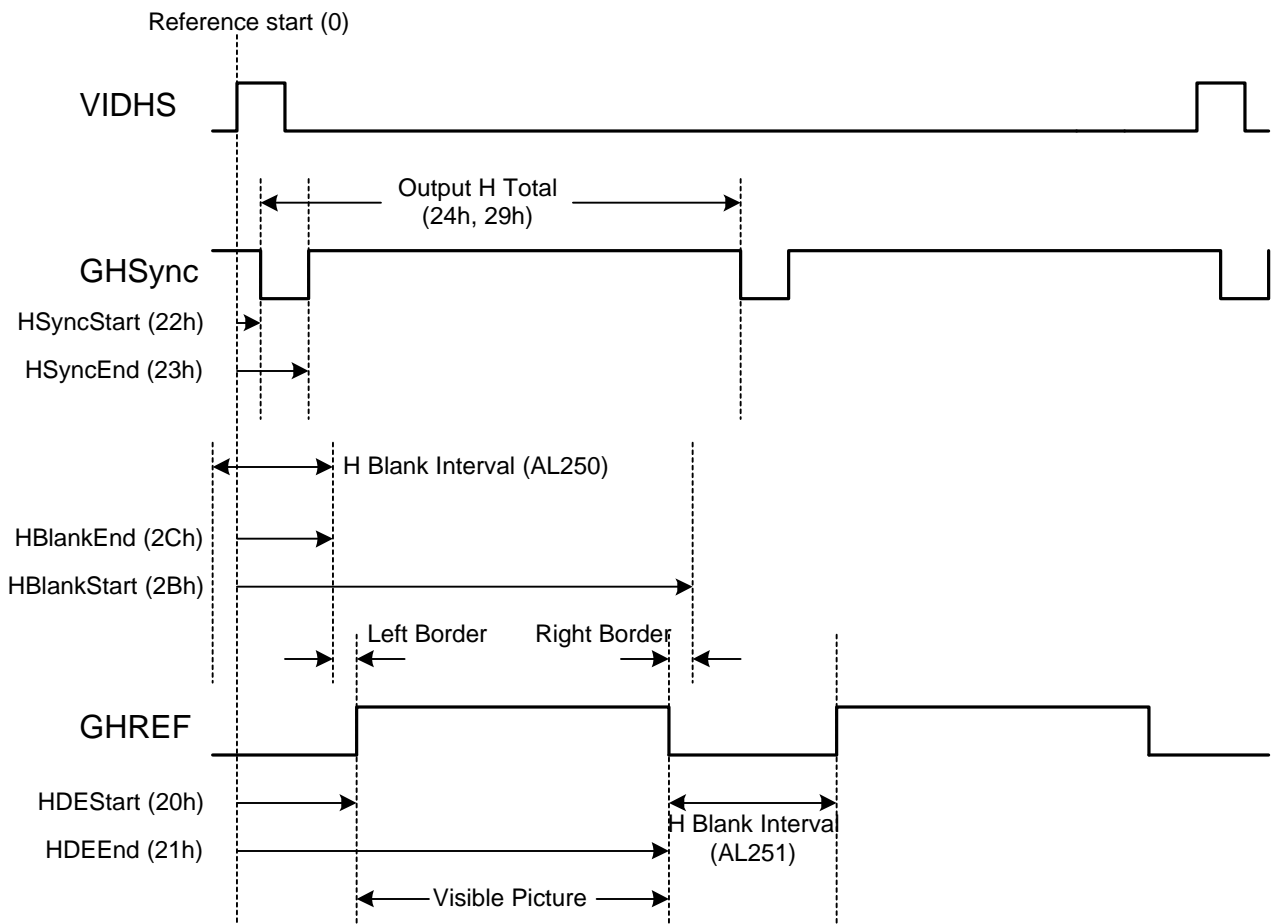 Reference start (0)
VIDHS
Output H Total
(24h, 29h)
GHSync
HSyncStart (22h)
HSyncEnd (23h)
H Blank Interval (AL250)
HBlankEnd (2Ch)
HBlankStart (2Bh)
Left Border
Right Border
GHREF
HDEStart (20h)
H Blank Interval
(AL251)
HDEEnd (21h)
Visible Picture